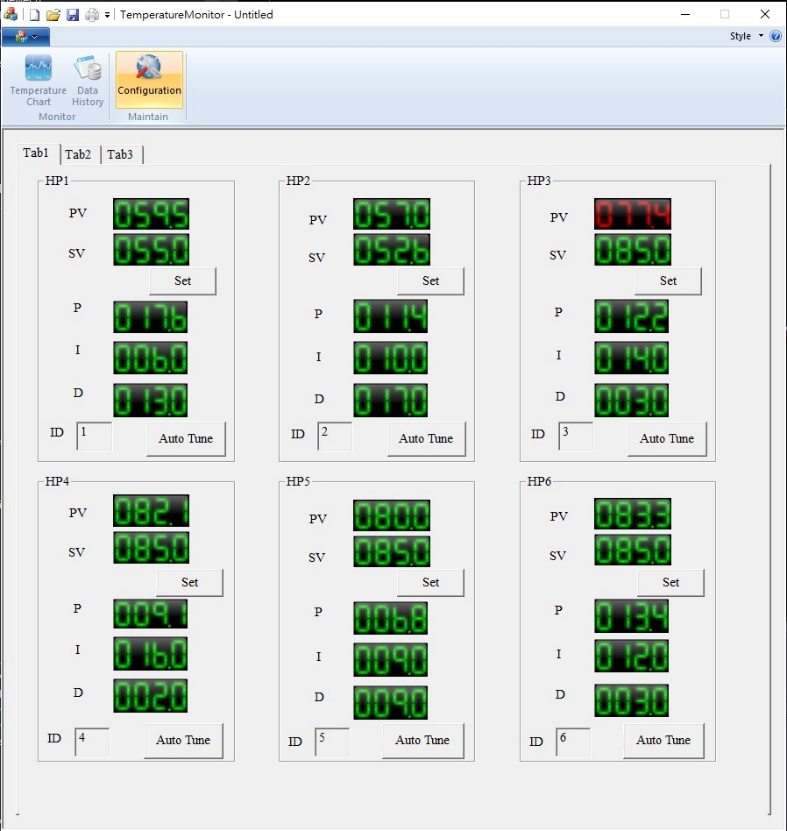 TemperatureMonitor - Untitled
Style
Temperature Chart
Data History
Configuration
Monitor
Maintain
Tab1 Tab2 Tab3
HP1
PV 059.5
SV 055.0
Set
P 017.6
I 006.0
D 013.0
ID 1 Auto Tune
HP2
PV 057.0
SV 052.6
Set
P 011.4
I 010.0
D 017.0
ID 2 Auto Tune
HP3
PV 077.4
SV 085.0
Set
P 012.2
I 014.0
D 003.0
ID 3 Auto Tune
HP4
PV 082.1
SV 085.0
Set
P 009.1
I 016.0
D 002.0
ID 4 Auto Tune
HP5
PV 080.0
SV 085.0
Set
P 006.8
I 009.0
D 009.0
ID 5 Auto Tune
HP6
PV 083.3
SV 085.0
Set
P 013.4
I 012.0
D 003.0
ID 6 Auto Tune